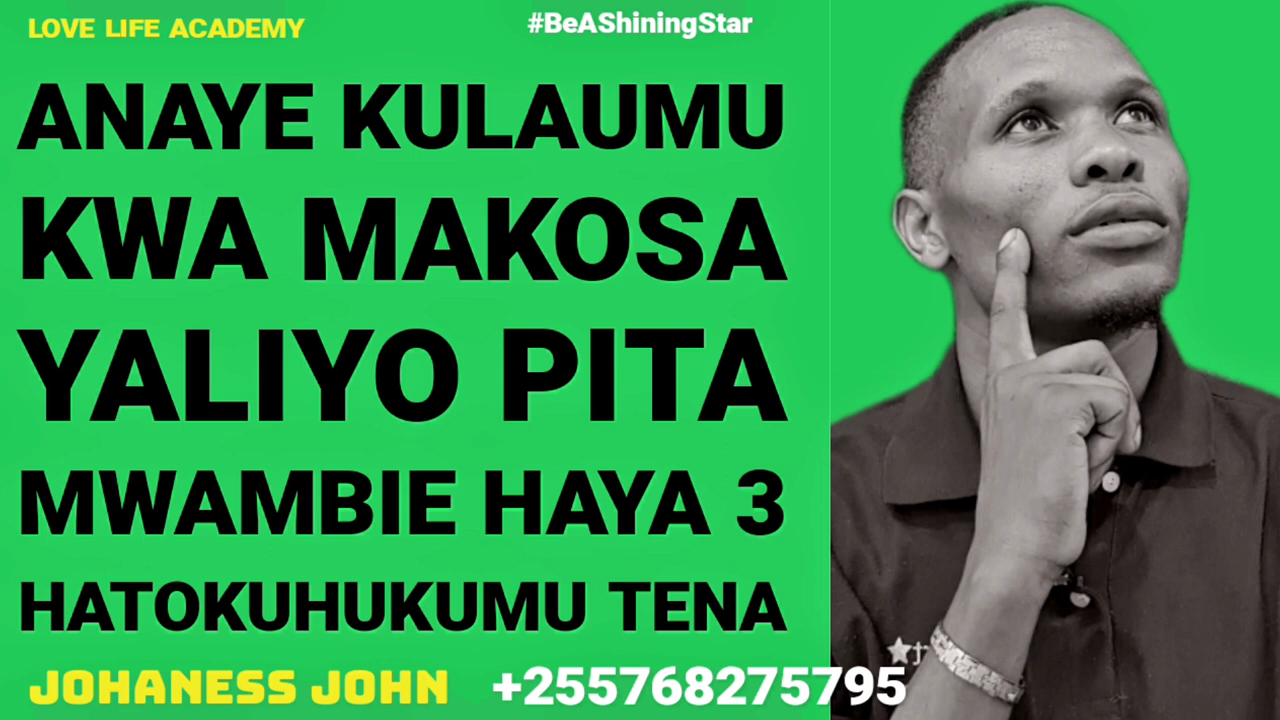 LOVE LIFE ACADEMY
#BeAShiningStar
ANAYE KULAUMU
KWA MAKOSA
YALIYO PITA
MWAMBIE HAYA 3
HATOKUHUKUMU TENA
JOHANESS JOHN
+255768275795